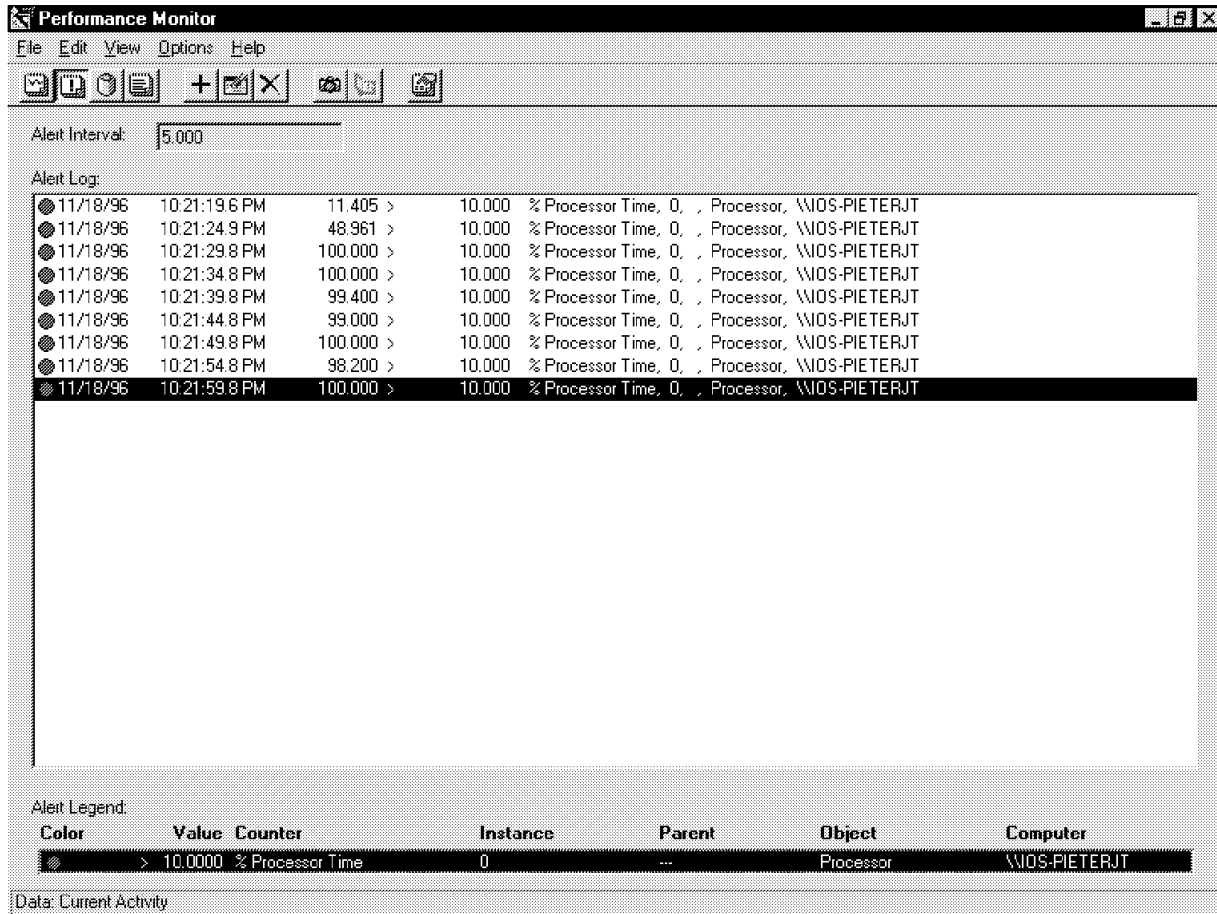 Performance Monitor
File Edit View Options Help
Alert Interval: 5.000
Alert Log:
11/18/96 10:21:19.6 PM 11.405 > 10.000 % Processor Time, 0, , Processor, \\IOS-PIETERJT
11/18/96 10:21:24.9 PM 48.961 > 10.000 % Processor Time, 0, , Processor, \\IOS-PIETERJT
11/18/96 10:21:29.8 PM 100.000 > 10.000 % Processor Time, 0, , Processor, \\IOS-PIETERJT
11/18/96 10:21:34.8 PM 100.000 > 10.000 % Processor Time, 0, , Processor, \\IOS-PIETERJT
11/18/96 10:21:39.8 PM 99.400 > 10.000 % Processor Time, 0, , Processor, \\IOS-PIETERJT
11/18/96 10:21:44.8 PM 99.000 > 10.000 % Processor Time, 0, , Processor, \\IOS-PIETERJT
11/18/96 10:21:49.8 PM 100.000 > 10.000 % Processor Time, 0, , Processor, \\IOS-PIETERJT
11/18/96 10:21:54.8 PM 98.200 > 10.000 % Processor Time, 0, , Processor, \\IOS-PIETERJT
11/18/96 10:21:59.8 PM 100.000 > 10.000 % Processor Time, 0, , Processor, \\IOS-PIETERJT
Alert Legend:
Color Value Counter Instance Parent Object Computer
> 10.0000 % Processor Time 0 --- Processor \\IOS-PIETERJT
Data: Current Activity